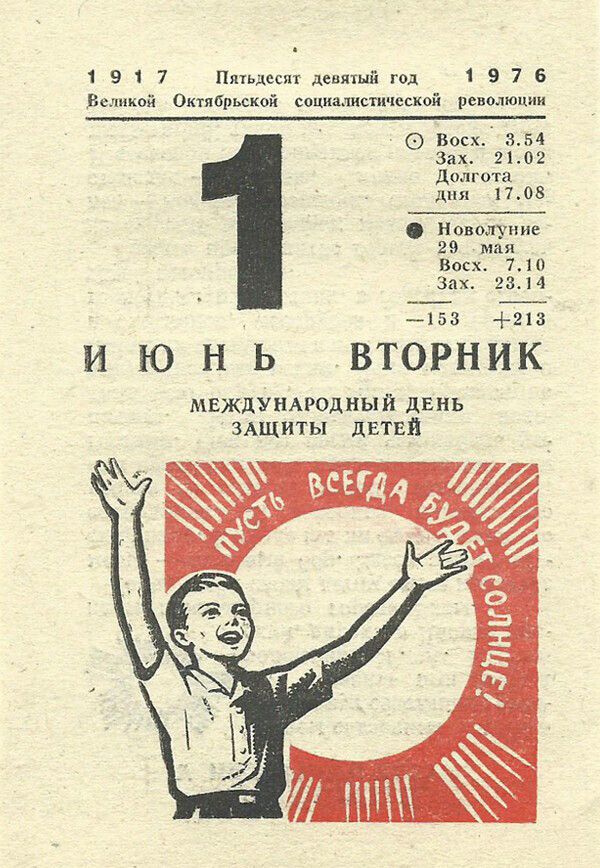 1917 Пятьдесят девятый год 1976
Великой Октябрьской социалистической революции
1
Восх. 3.54
Зах. 21.02
Долгота
дня 17.08
Новолуние
29 мая
Восх. 7.10
Зах. 23.14
—153 +213
ИЮНЬ ВТОРНИК
МЕЖДУНАРОДНЫЙ ДЕНЬ
ЗАЩИТЫ ДЕТЕЙ
ПУСТЬ ВСЕГДА БУДЕТ СОЛНЦЕ!